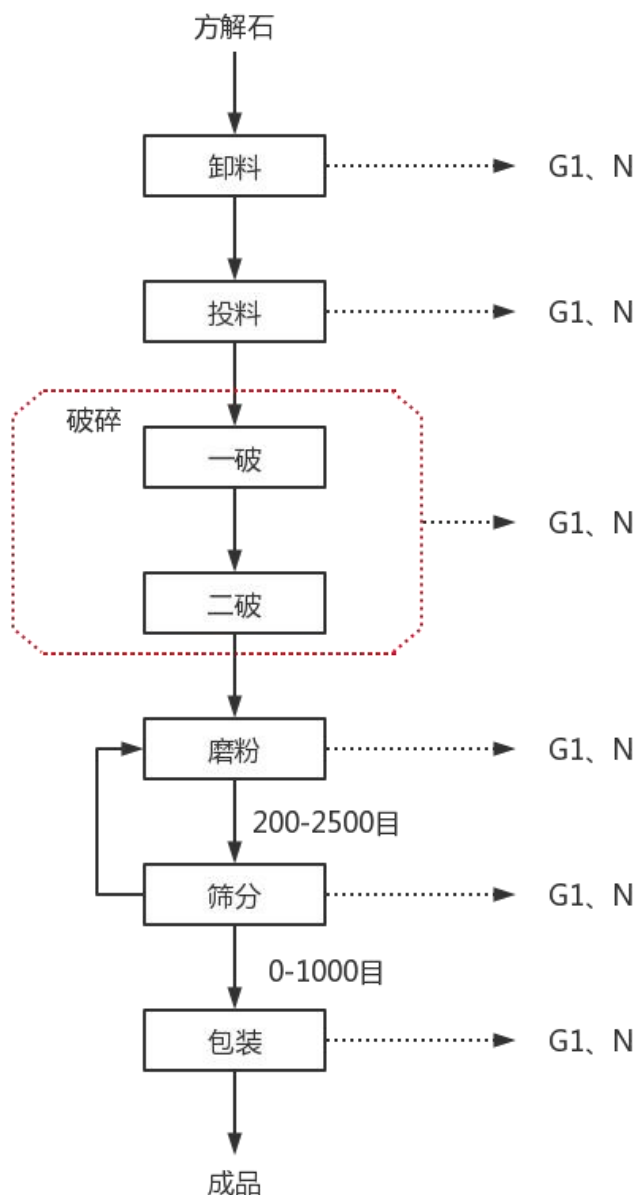 方解石
卸料
G1、N
投料
G1、N
破碎
一破
G1、N
二破
磨粉
G1、N
200-2500目
筛分
G1、N
0-1000目
包装
G1、N
成品